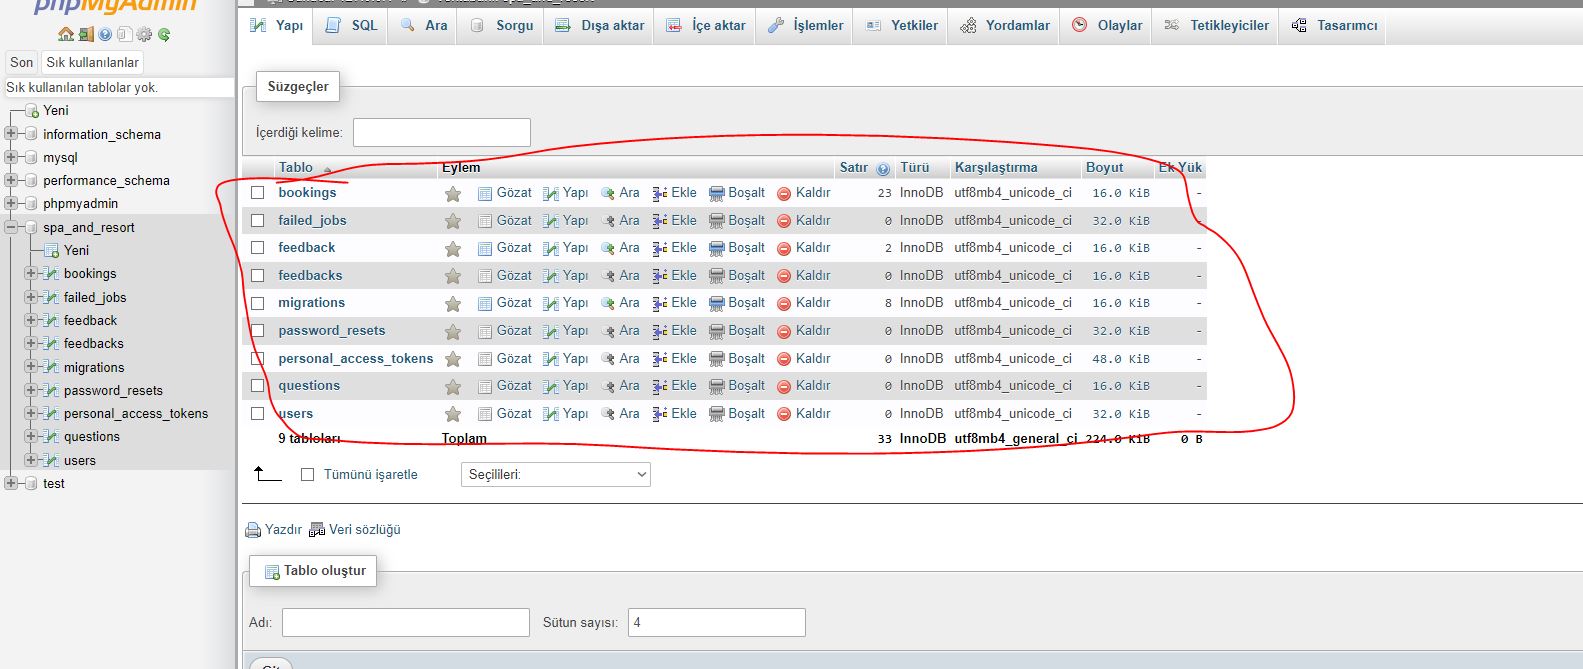 phpMyAdmin
Son Sık kullanılanlar
Sık kullanılan tablolar yok.
Yeni
information_schema
mysql
performance_schema
phpmyadmin
spa_and_resort
Yeni
bookings
failed_jobs
feedback
feedbacks
migrations
password_resets
personal_access_tokens
questions
users
test
Yapı SQL Ara Sorgu Dışa aktar İçe aktar İşlemler Yetkiler Yordamlar Olaylar Tetikleyiciler Tasarımcı
Süzgeçler
İçerdiği kelime:
Tablo Eylem Satır Türü Karşılaştırma Boyut Ek Yük
bookings Gözat Yapı Ara Ekle Boşalt Kaldır 23 InnoDB utf8mb4_unicode_ci 16.0 KiB -
failed_jobs Gözat Yapı Ara Ekle Boşalt Kaldır 0 InnoDB utf8mb4_unicode_ci 32.0 KiB -
feedback Gözat Yapı Ara Ekle Boşalt Kaldır 2 InnoDB utf8mb4_unicode_ci 16.0 KiB -
feedbacks Gözat Yapı Ara Ekle Boşalt Kaldır 0 InnoDB utf8mb4_unicode_ci 16.0 KiB -
migrations Gözat Yapı Ara Ekle Boşalt Kaldır 8 InnoDB utf8mb4_unicode_ci 16.0 KiB -
password_resets Gözat Yapı Ara Ekle Boşalt Kaldır 0 InnoDB utf8mb4_unicode_ci 32.0 KiB -
personal_access_tokens Gözat Yapı Ara Ekle Boşalt Kaldır 0 InnoDB utf8mb4_unicode_ci 48.0 KiB -
questions Gözat Yapı Ara Ekle Boşalt Kaldır 0 InnoDB utf8mb4_unicode_ci 16.0 KiB -
users Gözat Yapı Ara Ekle Boşalt Kaldır 0 InnoDB utf8mb4_unicode_ci 32.0 KiB -
9 tabloları Toplam 33 InnoDB utf8mb4_general_ci 224.0 KiB 0 B
Tümünü işaretle Seçilileri:
Yazdır Veri sözlüğü
Tablo oluştur
Adı: Sütun sayısı: 4